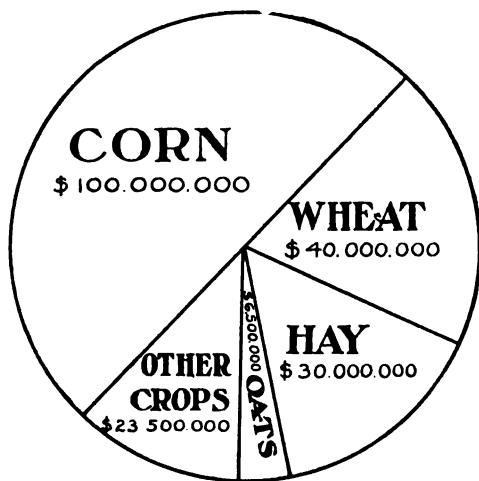 CORN
$ 100.000.000
WHEAT
$ 40.000.000
HAY
$ 30.000.000
$6.500.000 OATS
OTHER
CROPS
$23 500.000